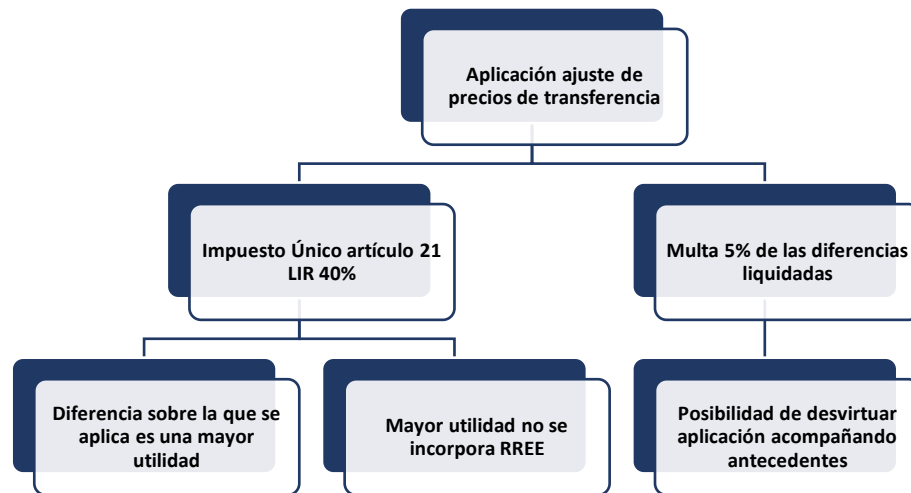 Aplicación ajuste de
precios de transferencia
Impuesto Único artículo 21
LIR 40%
Multa 5% de las diferencias
liquidadas
Diferencia sobre la que se
aplica es una mayor
utilidad
Mayor utilidad no se
incorpora RREE
Posibilidad de desvirtuar
aplicación acompañando
antecedentes